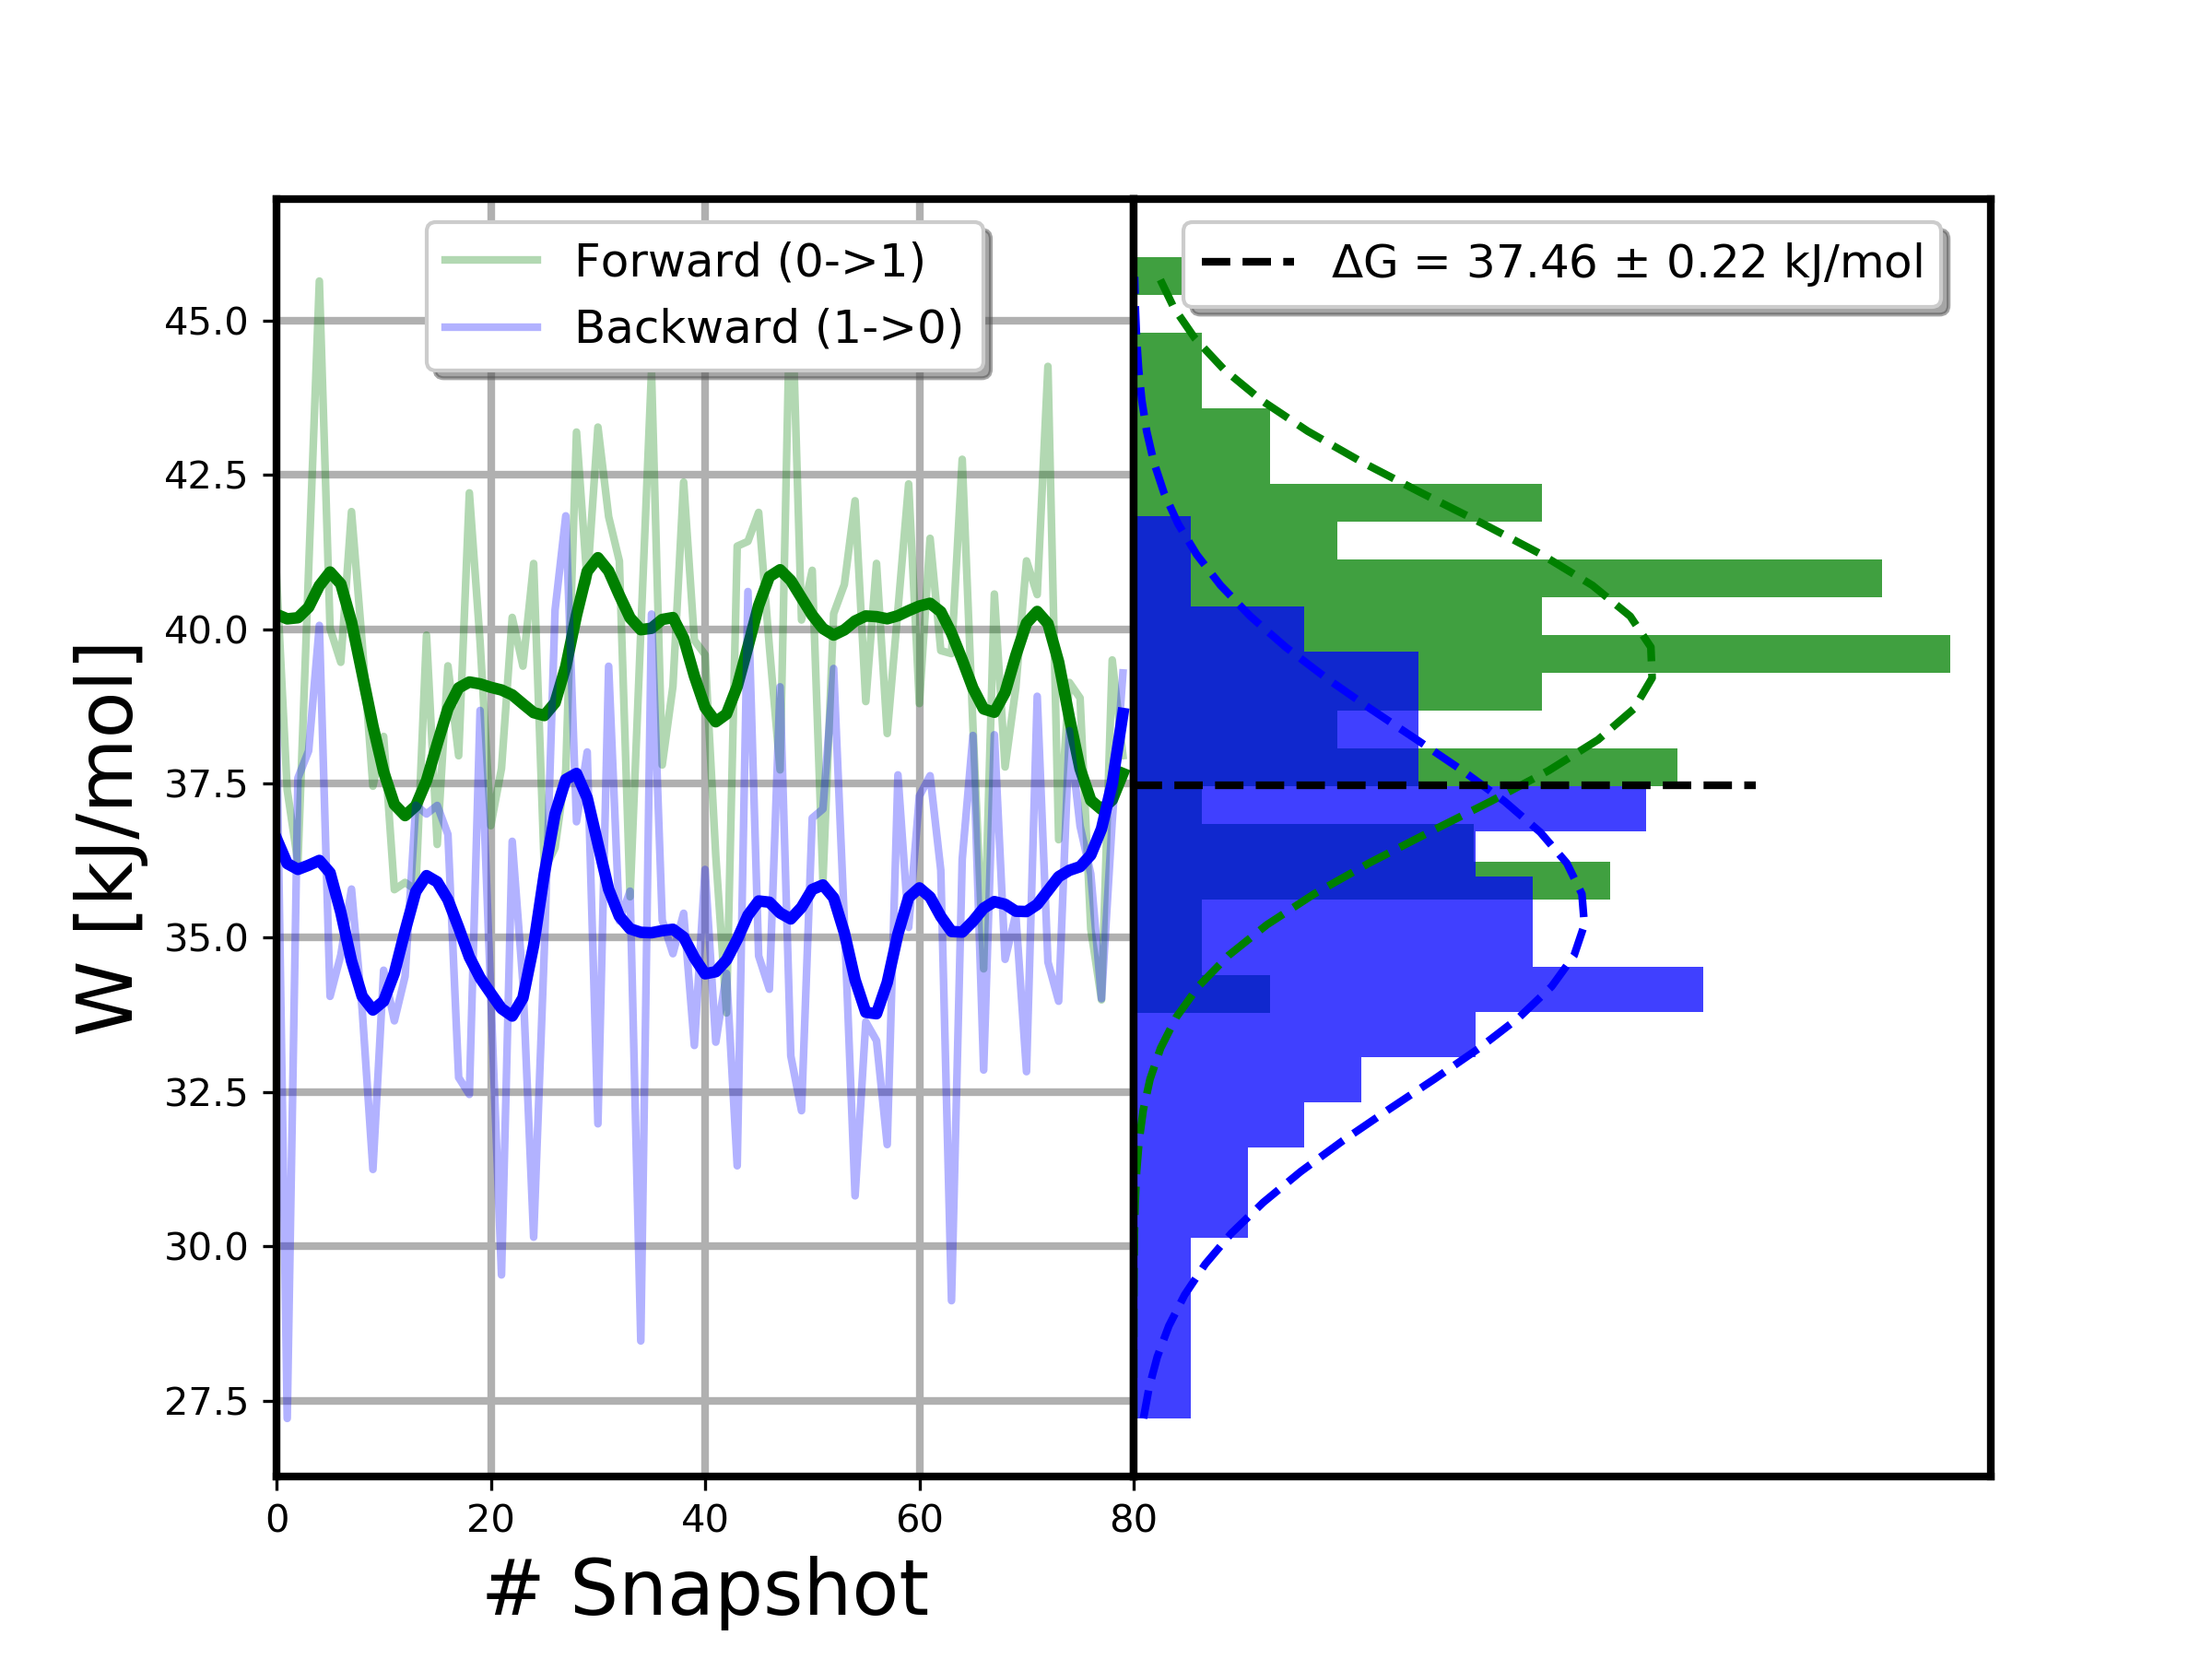 Forward (0->1)
Backward (1->0)
ΔG = 37.46 ± 0.22 kJ/mol
W [kJ/mol]
45.0
42.5
40.0
37.5
35.0
32.5
30.0
27.5
0
20
40
60
80
# Snapshot